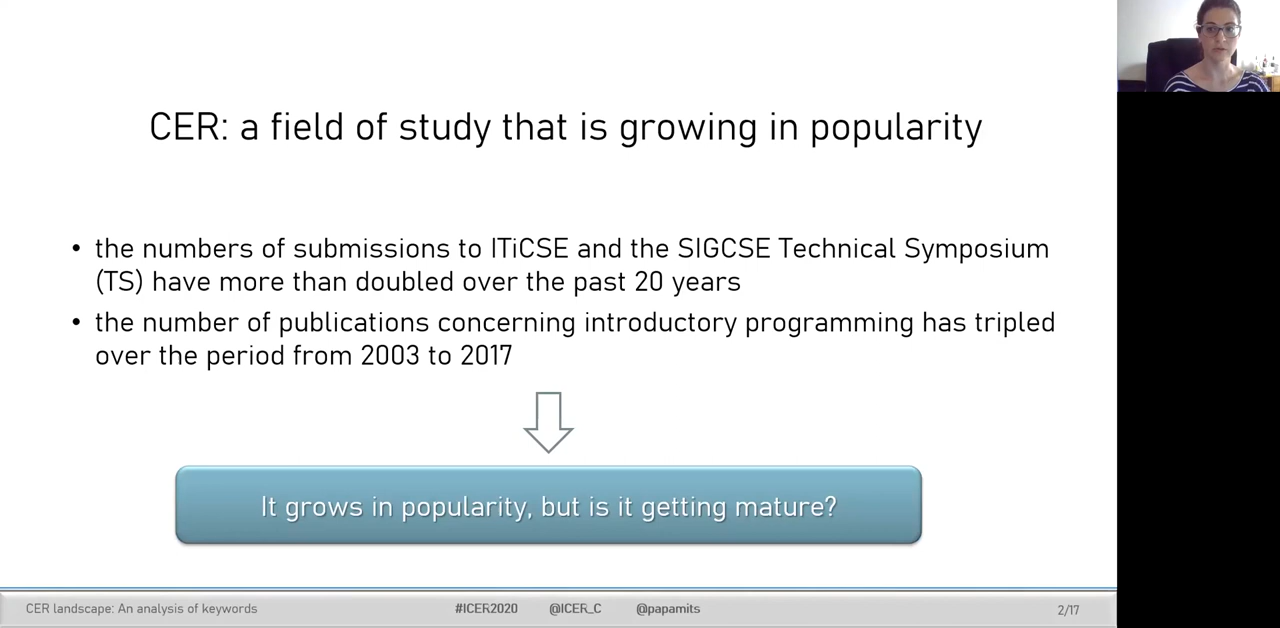 CER: a field of study that is growing in popularity
• the numbers of submissions to ITiCSE and the SIGCSE Technical Symposium
(TS) have more than doubled over the past 20 years
• the number of publications concerning introductory programming has tripled
over the period from 2003 to 2017
It grows in popularity, but is it getting mature?
CER landscape: An analysis of keywords #ICER2020 @ICER_C @papamits 2/17